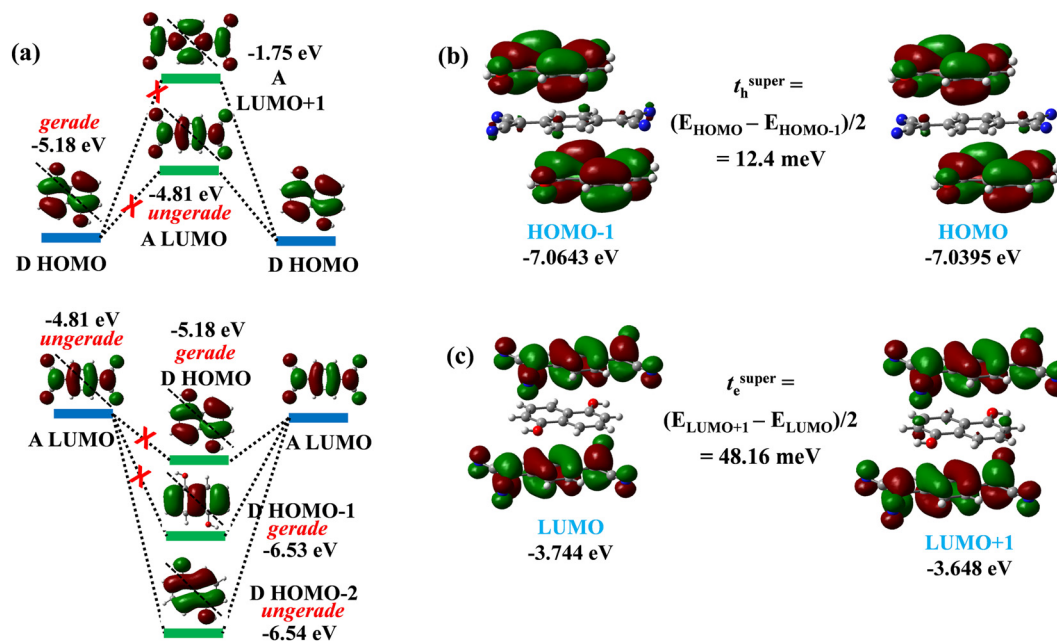 (a)
-1.75 eV
A
LUMO+1
gerade
-5.18 eV
-4.81 eV
ungerade
A LUMO
D HOMO
D HOMO
-4.81 eV
ungerade
-5.18 eV
gerade
D HOMO
A LUMO
A LUMO
D HOMO-1
gerade
-6.53 eV
D HOMO-2
ungerade
-6.54 eV
(b)
t_h^super =
(E_HOMO – E_HOMO-1)/2
= 12.4 meV
HOMO-1
-7.0643 eV
HOMO
-7.0395 eV
(c)
t_e^super =
(E_LUMO+1 – E_LUMO)/2
= 48.16 meV
LUMO
-3.744 eV
LUMO+1
-3.648 eV